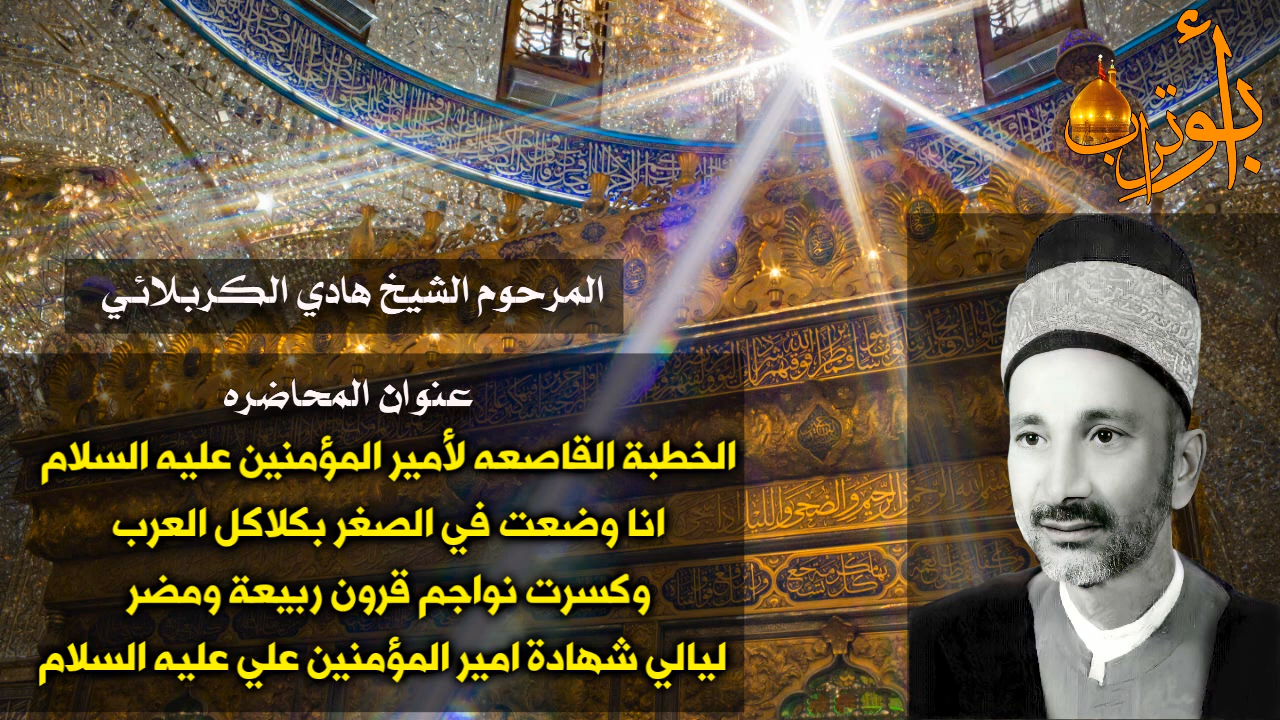 أبوتراب
المرحوم الشيخ هادي الكربلائي
عنوان المحاضره
الخطبة القاصعه لأمير المؤمنين عليه السلام
انا وضعت في الصغر بكلاكل العرب
وكسرت نواجم قرون ربيعة ومضر
ليالي شهادة امير المؤمنين علي عليه السلام